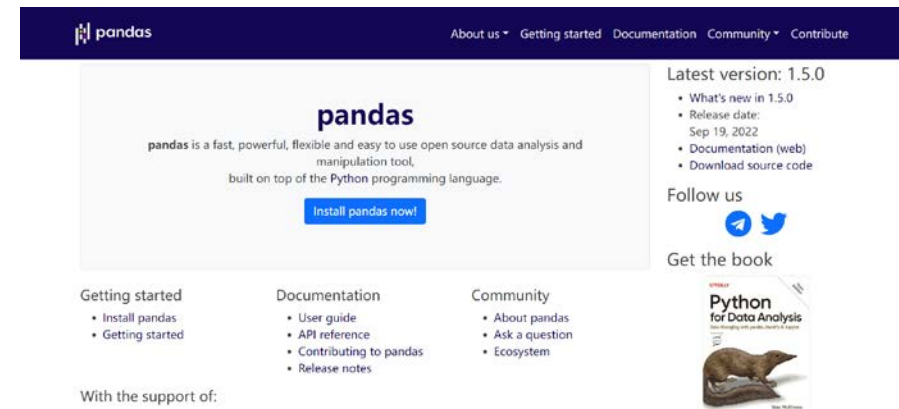 pandas
About us Getting started Documentation Community Contribute
pandas
pandas is a fast, powerful, flexible and easy to use open source data analysis and
manipulation tool,
built on top of the Python programming language.
Install pandas now!
Latest version: 1.5.0
What's new in 1.5.0
Release date:
Sep 19, 2022
Documentation (web)
Download source code
Follow us
Get the book
Getting started
Install pandas
Getting started
Documentation
User guide
API reference
Contributing to pandas
Release notes
Community
About pandas
Ask a question
Ecosystem
With the support of:
O'REILLY
Python
for Data Analysis